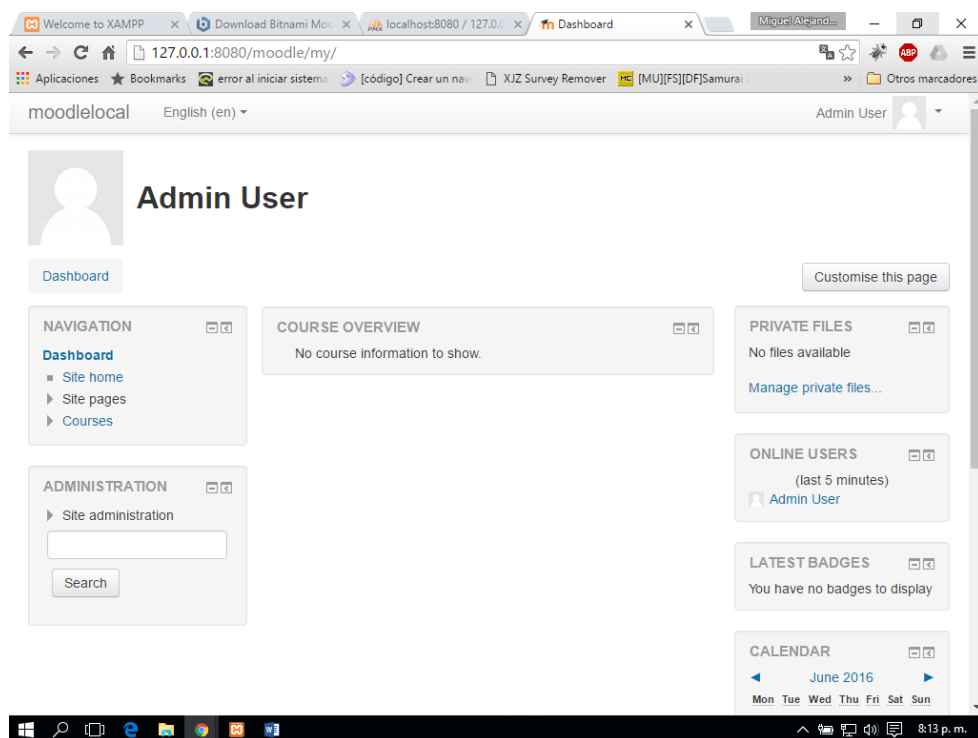 Welcome to XAMPP
Download Bitnami Moo
localhost:8080 / 127.0.0
Dashboard
Miguel Alejand...
127.0.0.1:8080/moodle/my/
ABP
Aplicaciones
Bookmarks
error al iniciar sistema
[código] Crear un nav
XJZ Survey Remover
MC [MU][FS][DF]Samurai
»
Otros marcadores
moodlelocal
English (en)
Admin User
Admin User
Dashboard
Customise this page
NAVIGATION
Dashboard
Site home
Site pages
Courses
ADMINISTRATION
Site administration
Search
COURSE OVERVIEW
No course information to show.
PRIVATE FILES
No files available
Manage private files...
ONLINE USERS
(last 5 minutes)
Admin User
LATEST BADGES
You have no badges to display
CALENDAR
◄ June 2016 ►
Mon Tue Wed Thu Fri Sat Sun
8:13 p. m.